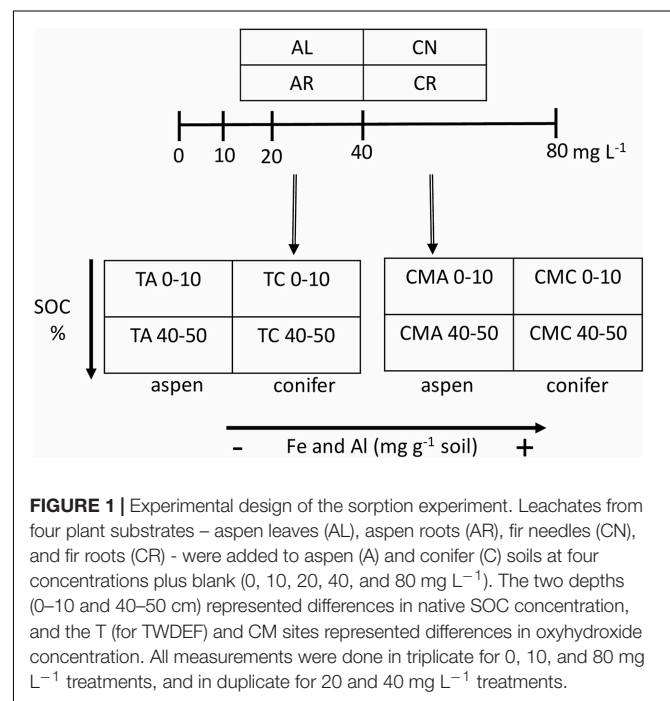 AL CN
AR CR
0 10 20 40 80 mg L-1
SOC %
TA 0-10 TC 0-10 CMA 0-10 CMC 0-10
TA 40-50 TC 40-50 CMA 40-50 CMC 40-50
aspen conifer aspen conifer
- Fe and Al (mg g-1 soil) +
FIGURE 1 | Experimental design of the sorption experiment. Leachates from
four plant substrates – aspen leaves (AL), aspen roots (AR), fir needles (CN),
and fir roots (CR) - were added to aspen (A) and conifer (C) soils at four
concentrations plus blank (0, 10, 20, 40, and 80 mg L−1). The two depths
(0–10 and 40–50 cm) represented differences in native SOC concentration,
and the T (for TWDEF) and CM sites represented differences in oxyhydroxide
concentration. All measurements were done in triplicate for 0, 10, and 80 mg
L−1 treatments, and in duplicate for 20 and 40 mg L−1 treatments.